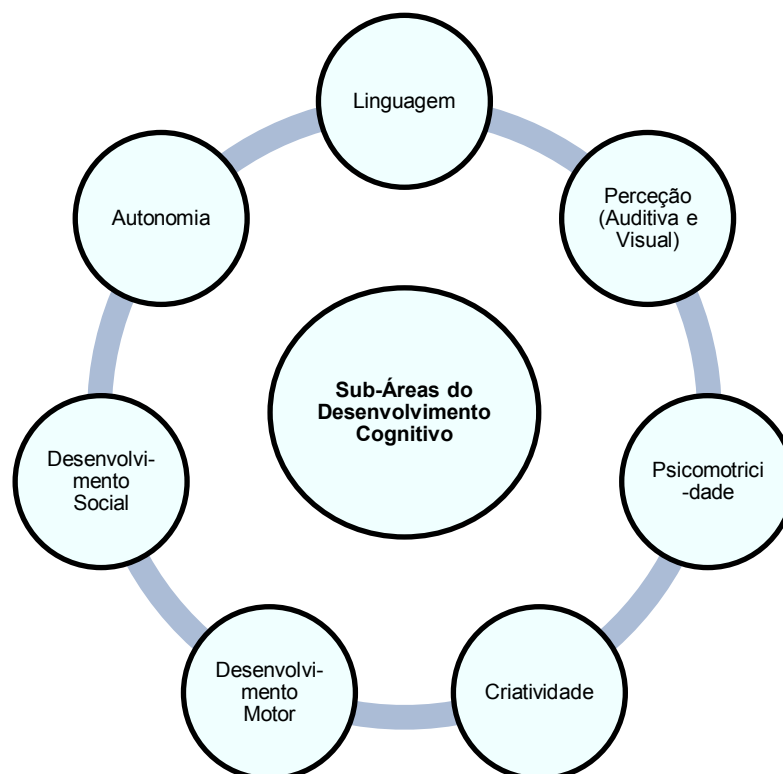 Linguagem
Perceção
(Auditiva e
Visual)
Autonomia
Sub-Áreas do
Desenvolvimento
Cognitivo
Desenvolvi-
mento
Social
Psicomotrici
-dade
Desenvolvi-
mento
Motor
Criatividade